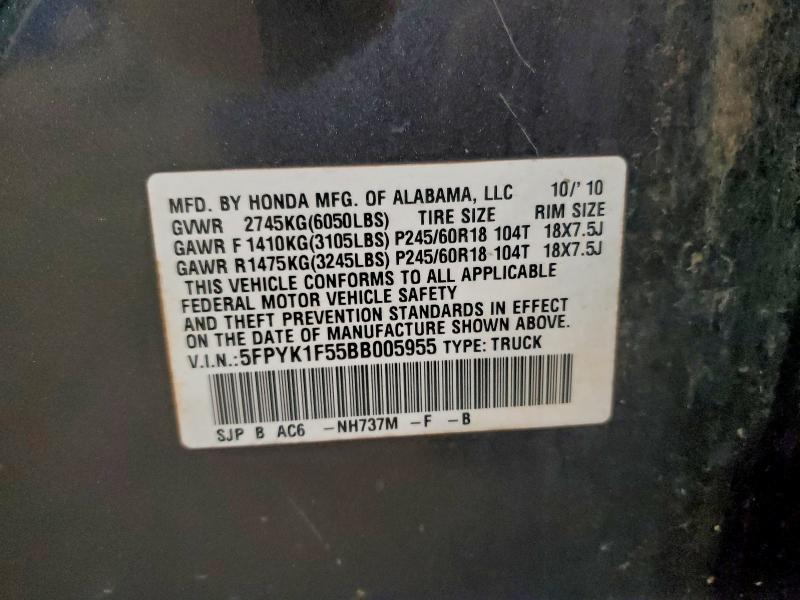 MFD. BY HONDA MFG. OF ALABAMA, LLC 10/'10
GVWR 2745KG(6050LBS) TIRE SIZE RIM SIZE
GAWR F 1410KG(3105LBS) P245/60R18 104T 18X7.5J
GAWR R1475KG(3245LBS) P245/60R18 104T 18X7.5J
THIS VEHICLE CONFORMS TO ALL APPLICABLE
FEDERAL MOTOR VEHICLE SAFETY
AND THEFT PREVENTION STANDARDS IN EFFECT
ON THE DATE OF MANUFACTURE SHOWN ABOVE.
V.I.N.:5FPYK1F55BB005955 TYPE: TRUCK
SJP B AC6 -NH737M -F -B